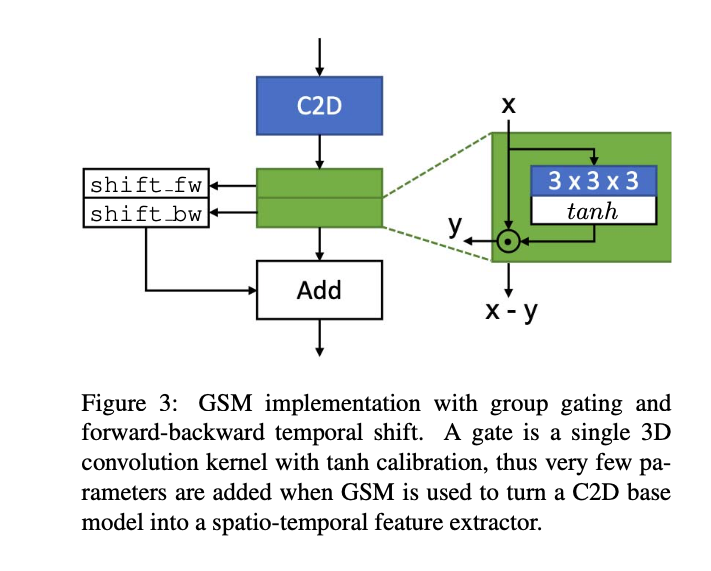 C2D
x
shift_fw
3 x 3 x 3
shift_bw
tanh
y
Add
x - y
Figure 3: GSM implementation with group gating and
forward-backward temporal shift. A gate is a single 3D
convolution kernel with tanh calibration, thus very few pa-
rameters are added when GSM is used to turn a C2D base
model into a spatio-temporal feature extractor.